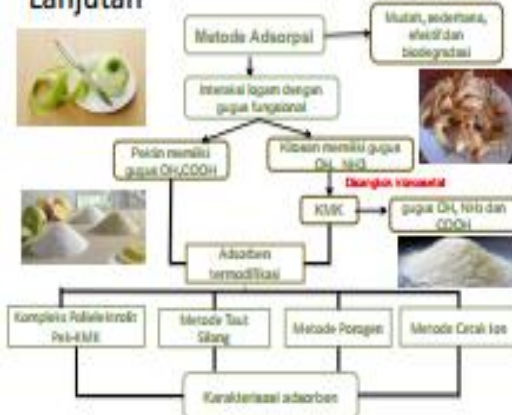 Lanjutan
Metode Adsorpsi
Mudah, sederhana,
efektif dan
biodegradasi
Interaksi logam dengan
gugus fungsional
Pektin memiliki
gugus OH,COOH
Kitosan memiliki gugus
OH, NH2
KMK
gugus OH, NH2 dan
COOH
Adsorben
termodifikasi
Kompleks Polielektrolit
Pek-KMK
Metode Taut
Silang
Metode Porogen
Metode Cetak Ion
Karakterisasi adsorben